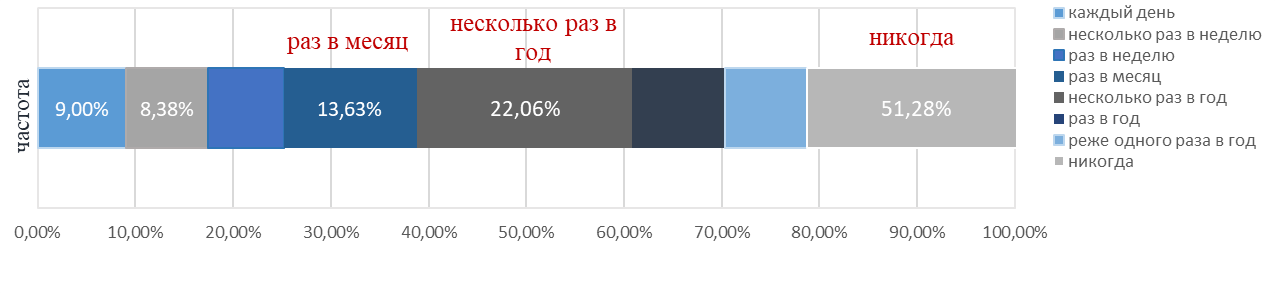 несколько раз в
год
раз в месяц
никогда
частота
9,00%
8,38%
13,63%
22,06%
51,28%
0,00%
10,00%
20,00%
30,00%
40,00%
50,00%
60,00%
70,00%
80,00%
90,00%
100,00%
каждый день
несколько раз в неделю
раз в неделю
раз в месяц
несколько раз в год
раз в год
реже одного раза в год
никогда